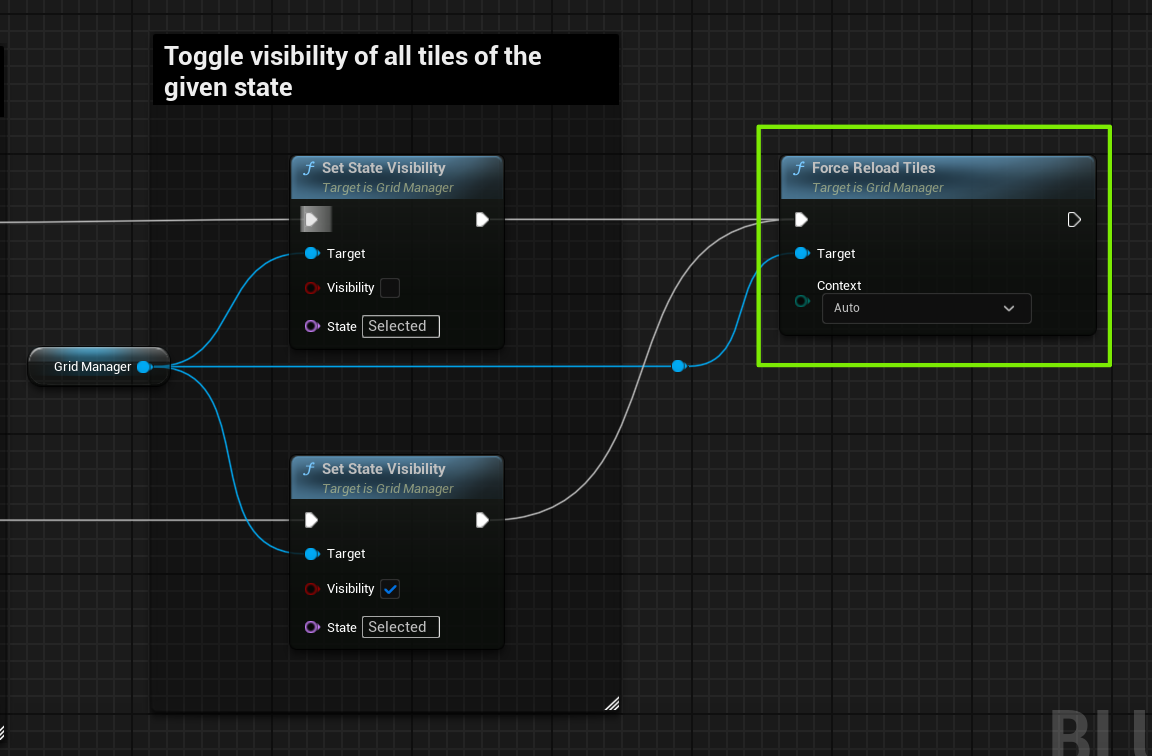 Toggle visibility of all tiles of the
given state
Set State Visibility
Target is Grid Manager
Target
Visibility
State Selected
Grid Manager
Set State Visibility
Target is Grid Manager
Target
Visibility
State Selected
Force Reload Tiles
Target is Grid Manager
Target
Context
Auto
BLU